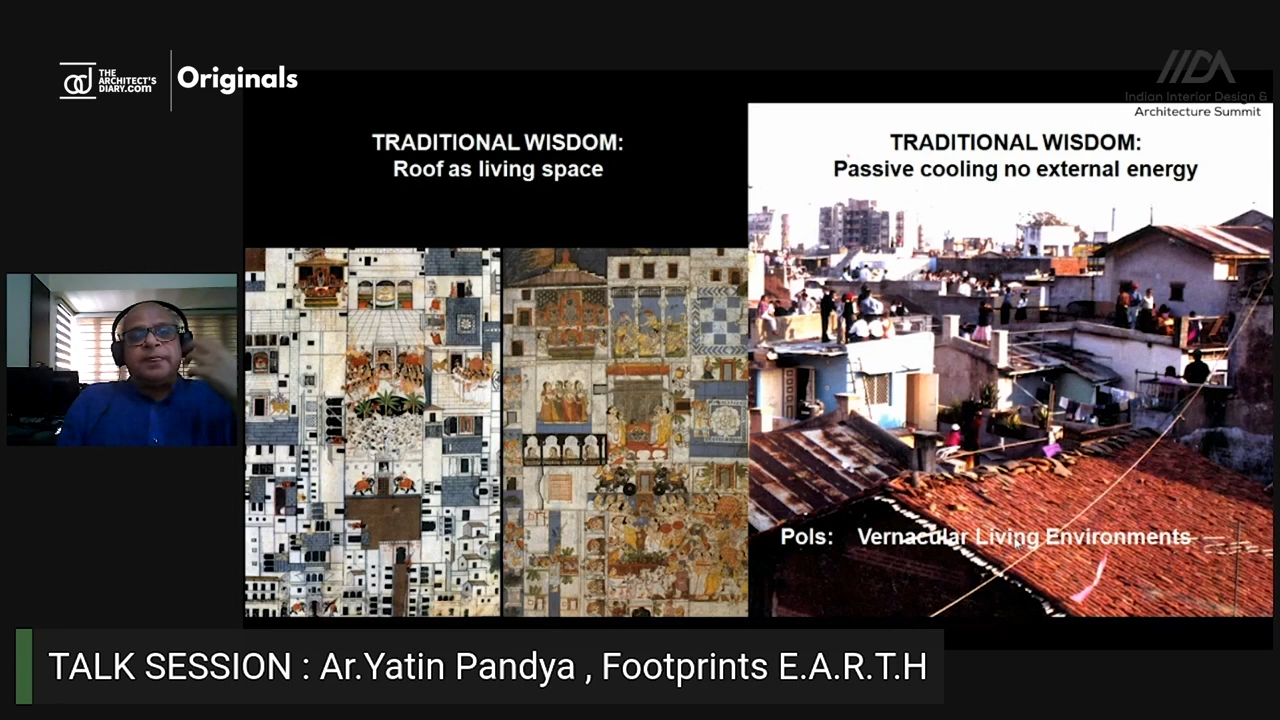 THE
ARCHITECT'S
DIARY.com
Originals
Indian Interior Design &
Architecture Summit
TRADITIONAL WISDOM:
Roof as living space
TRADITIONAL WISDOM:
Passive cooling no external energy
Pols: Vernacular Living Environments
TALK SESSION : Ar.Yatin Pandya , Footprints E.A.R.T.H